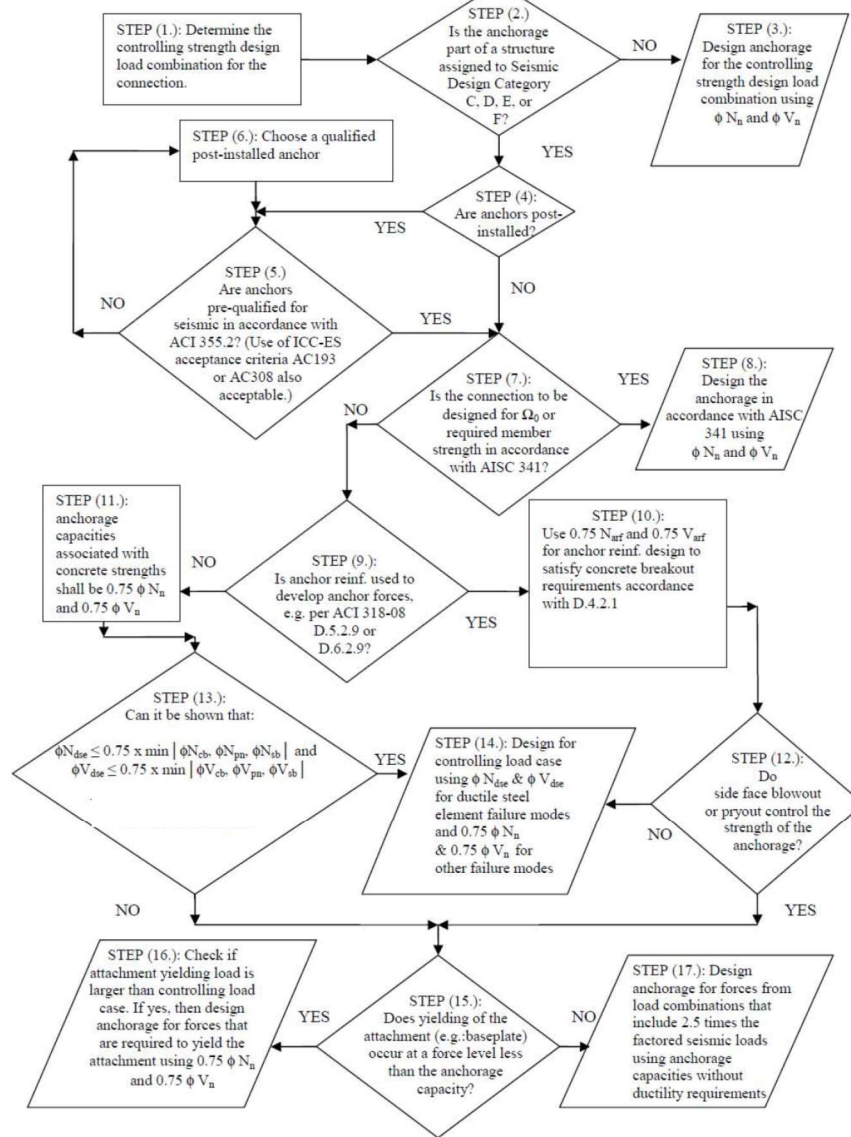 STEP (1.): Determine the
controlling strength design
load combination for the
connection.
STEP (2.)
Is the anchorage
part of a structure
assigned to Seismic
Design Category
C, D, E, or
F?
NO
STEP (3.):
Design anchorage
for the controlling
strength design load
combination using
ϕ Nn and ϕ Vn
YES
STEP (6.): Choose a qualified
post-installed anchor
STEP (4):
Are anchors post-
installed?
YES
NO
STEP (5.)
Are anchors
pre-qualified for
seismic in accordance with
ACI 355.2? (Use of ICC-ES
acceptance criteria AC193
or AC308 also
acceptable.)
NO
YES
STEP (7.):
Is the connection to be
designed for Ω0 or
required member
strength in accordance
with AISC 341?
YES
STEP (8.):
Design the
anchorage in
accordance with AISC
341 using
ϕ Nn and ϕ Vn
NO
STEP (9.):
Is anchor reinf. used to
develop anchor forces,
e.g. per ACI 318-08
D.5.2.9 or
D.6.2.9?
YES
STEP (10.):
Use 0.75 Narf and 0.75 Varf
for anchor reinf. design to
satisfy concrete breakout
requirements accordance
with D.4.2.1
NO
STEP (11.):
anchorage
capacities
associated with
concrete strengths
shall be 0.75 ϕ Nn
and 0.75 ϕ Vn
STEP (13.):
Can it be shown that:
ϕNdse ≤ 0.75 x min | ϕNcb, ϕNpn, ϕNsb | and
ϕVdse ≤ 0.75 x min | ϕVcb, ϕVpn, ϕVsb |
YES
STEP (14.): Design for
controlling load case
using ϕ Ndse & ϕ Vdse
for ductile steel
element failure modes
and 0.75 ϕ Nn
& 0.75 ϕ Vn for
other failure modes
STEP (12.):
Do
side face blowout
or pryout control the
strength of the
anchorage?
NO
YES
NO
STEP (15.):
Does yielding of the
attachment (e.g.:baseplate)
occur at a force level less
than the anchorage
capacity?
YES
STEP (16.): Check if
attachment yielding load is
larger than controlling load
case. If yes, then design
anchorage for forces that
are required to yield the
attachment using 0.75 ϕ Nn
and 0.75 ϕ Vn
NO
STEP (17.): Design
anchorage for forces from
load combinations that
include 2.5 times the
factored seismic loads
using anchorage
capacities without
ductility requirements